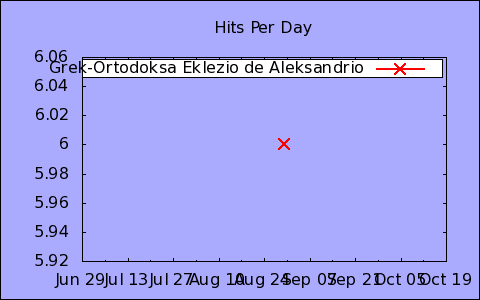 Hits Per Day
6.06
Grek-Ortodoksa Eklezio de Aleksandrio
6.04
6.02
6
5.98
5.96
5.94
5.92
Jun 29 Jul 13 Jul 27 Aug 10 Aug 24 Sep 07 Sep 21 Oct 05 Oct 19